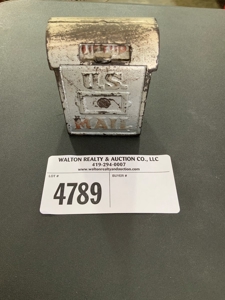 U.S.
MAIL
WALTON REALTY & AUCTION CO., LLC
419-294-0007
www.waltonrealtyandauction.com
LOT #
BUYER #
4789